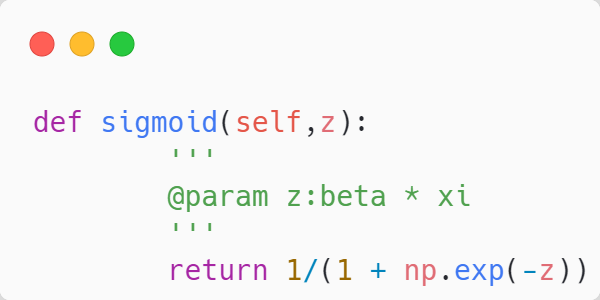 def sigmoid(self,z):
        '''
        @param z:beta * xi
        '''
        return 1/(1 + np.exp(-z))